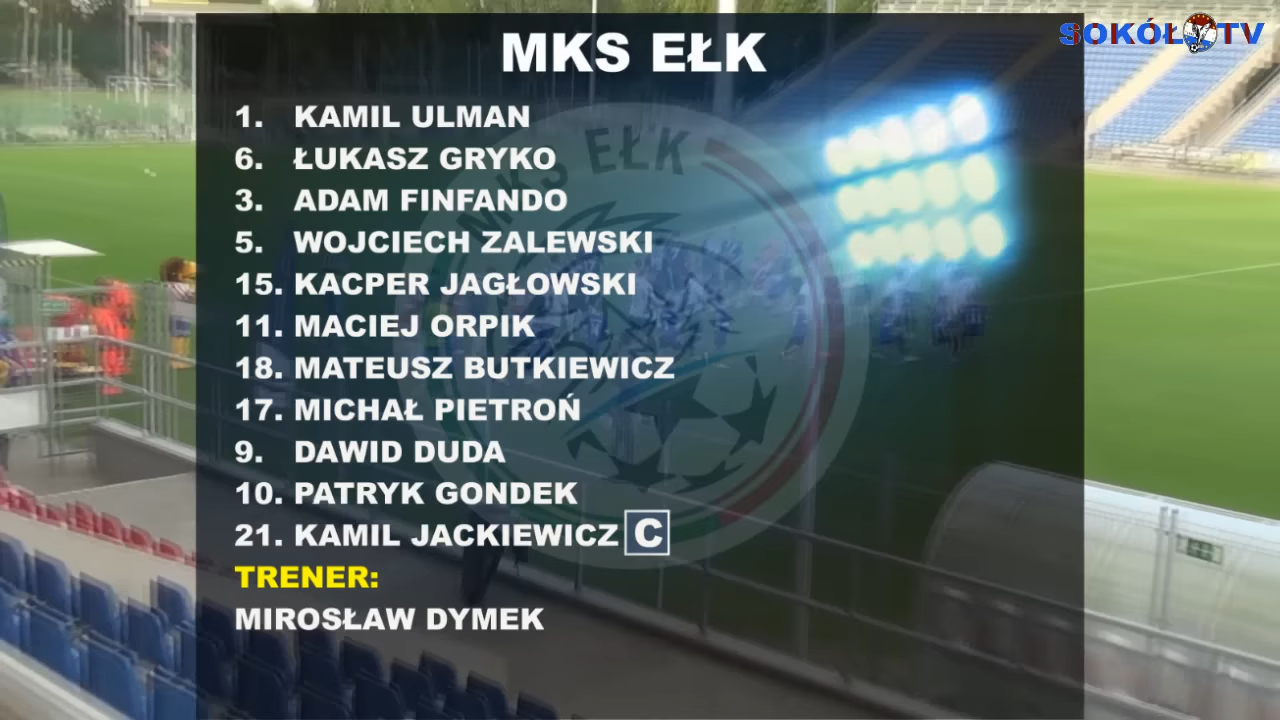 SOKÓŁ TV
MKS EŁK
1. KAMIL ULMAN
6. ŁUKASZ GRYKO
3. ADAM FINFANDO
5. WOJCIECH ZALEWSKI
15. KACPER JAGŁOWSKI
11. MACIEJ ORPIK
18. MATEUSZ BUTKIEWICZ
17. MICHAŁ PIETROŃ
9. DAWID DUDA
10. PATRYK GONDEK
21. KAMIL JACKIEWICZ C
TRENER:
MIROSŁAW DYMEK
MKS EŁK